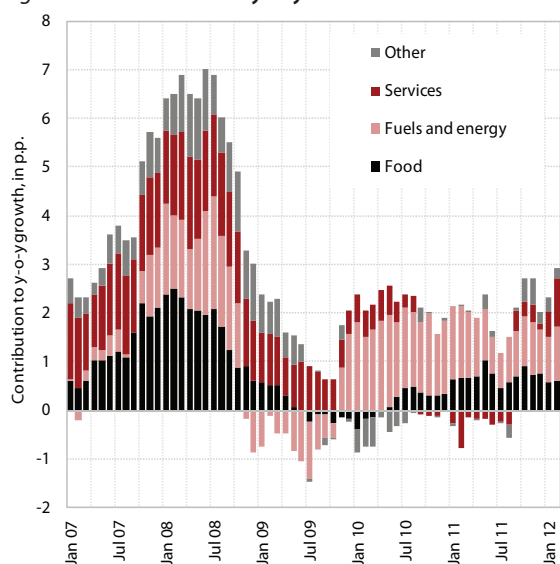 8
7
6
5
4
3
2
1
0
-1
-2
Contribution to y-o-y growth, in p.p.
Other
Services
Fuels and energy
Food
Jan 07
Jul 07
Jan 08
Jul 08
Jan 09
Jul 09
Jan 10
Jul 10
Jan 11
Jul 11
Jan 12